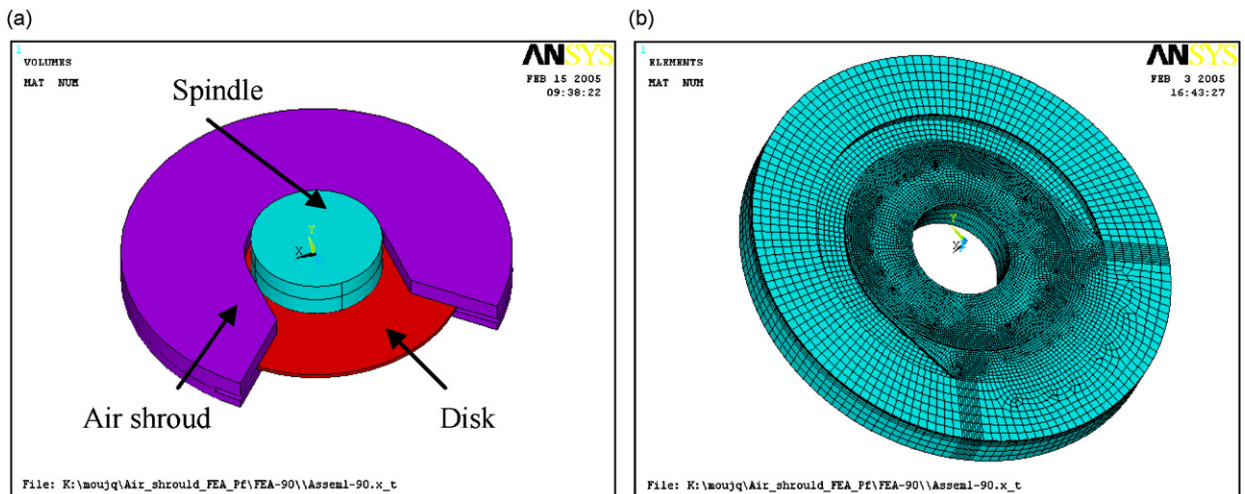 (a)
1
VOLUMES
MAT NUM
ANSYS
FEB 15 2005
09:38:22
Spindle
Y
X
Air shroud
Disk
File: K:\moujq\Air_shrould_FEA_Pf\FEA-90\\Asseml-90.x_t
(b)
1
ELEMENTS
MAT NUM
ANSYS
FEB 3 2005
16:43:27
Y
X
File: K:\moujq\Air_shrould_FEA_Pf\FEA-90\\Asseml-90.x_t